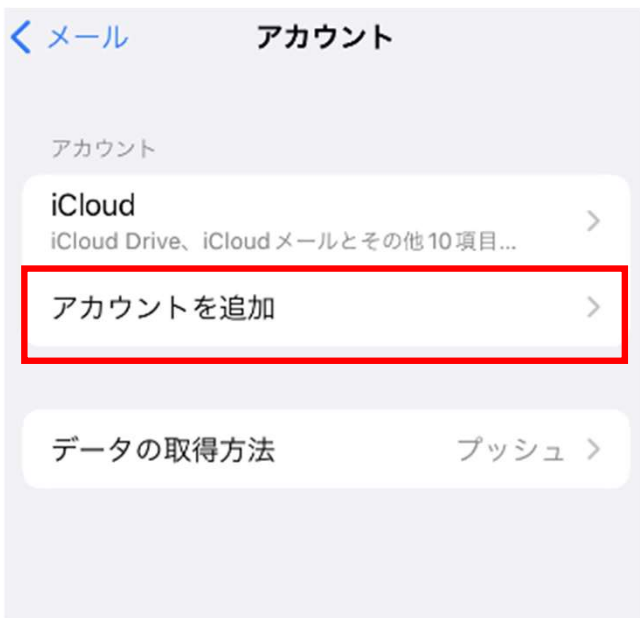 メール アカウント
アカウント
iCloud
iCloud Drive、iCloudメールとその他10項目...
アカウントを追加
データの取得方法 プッシュ